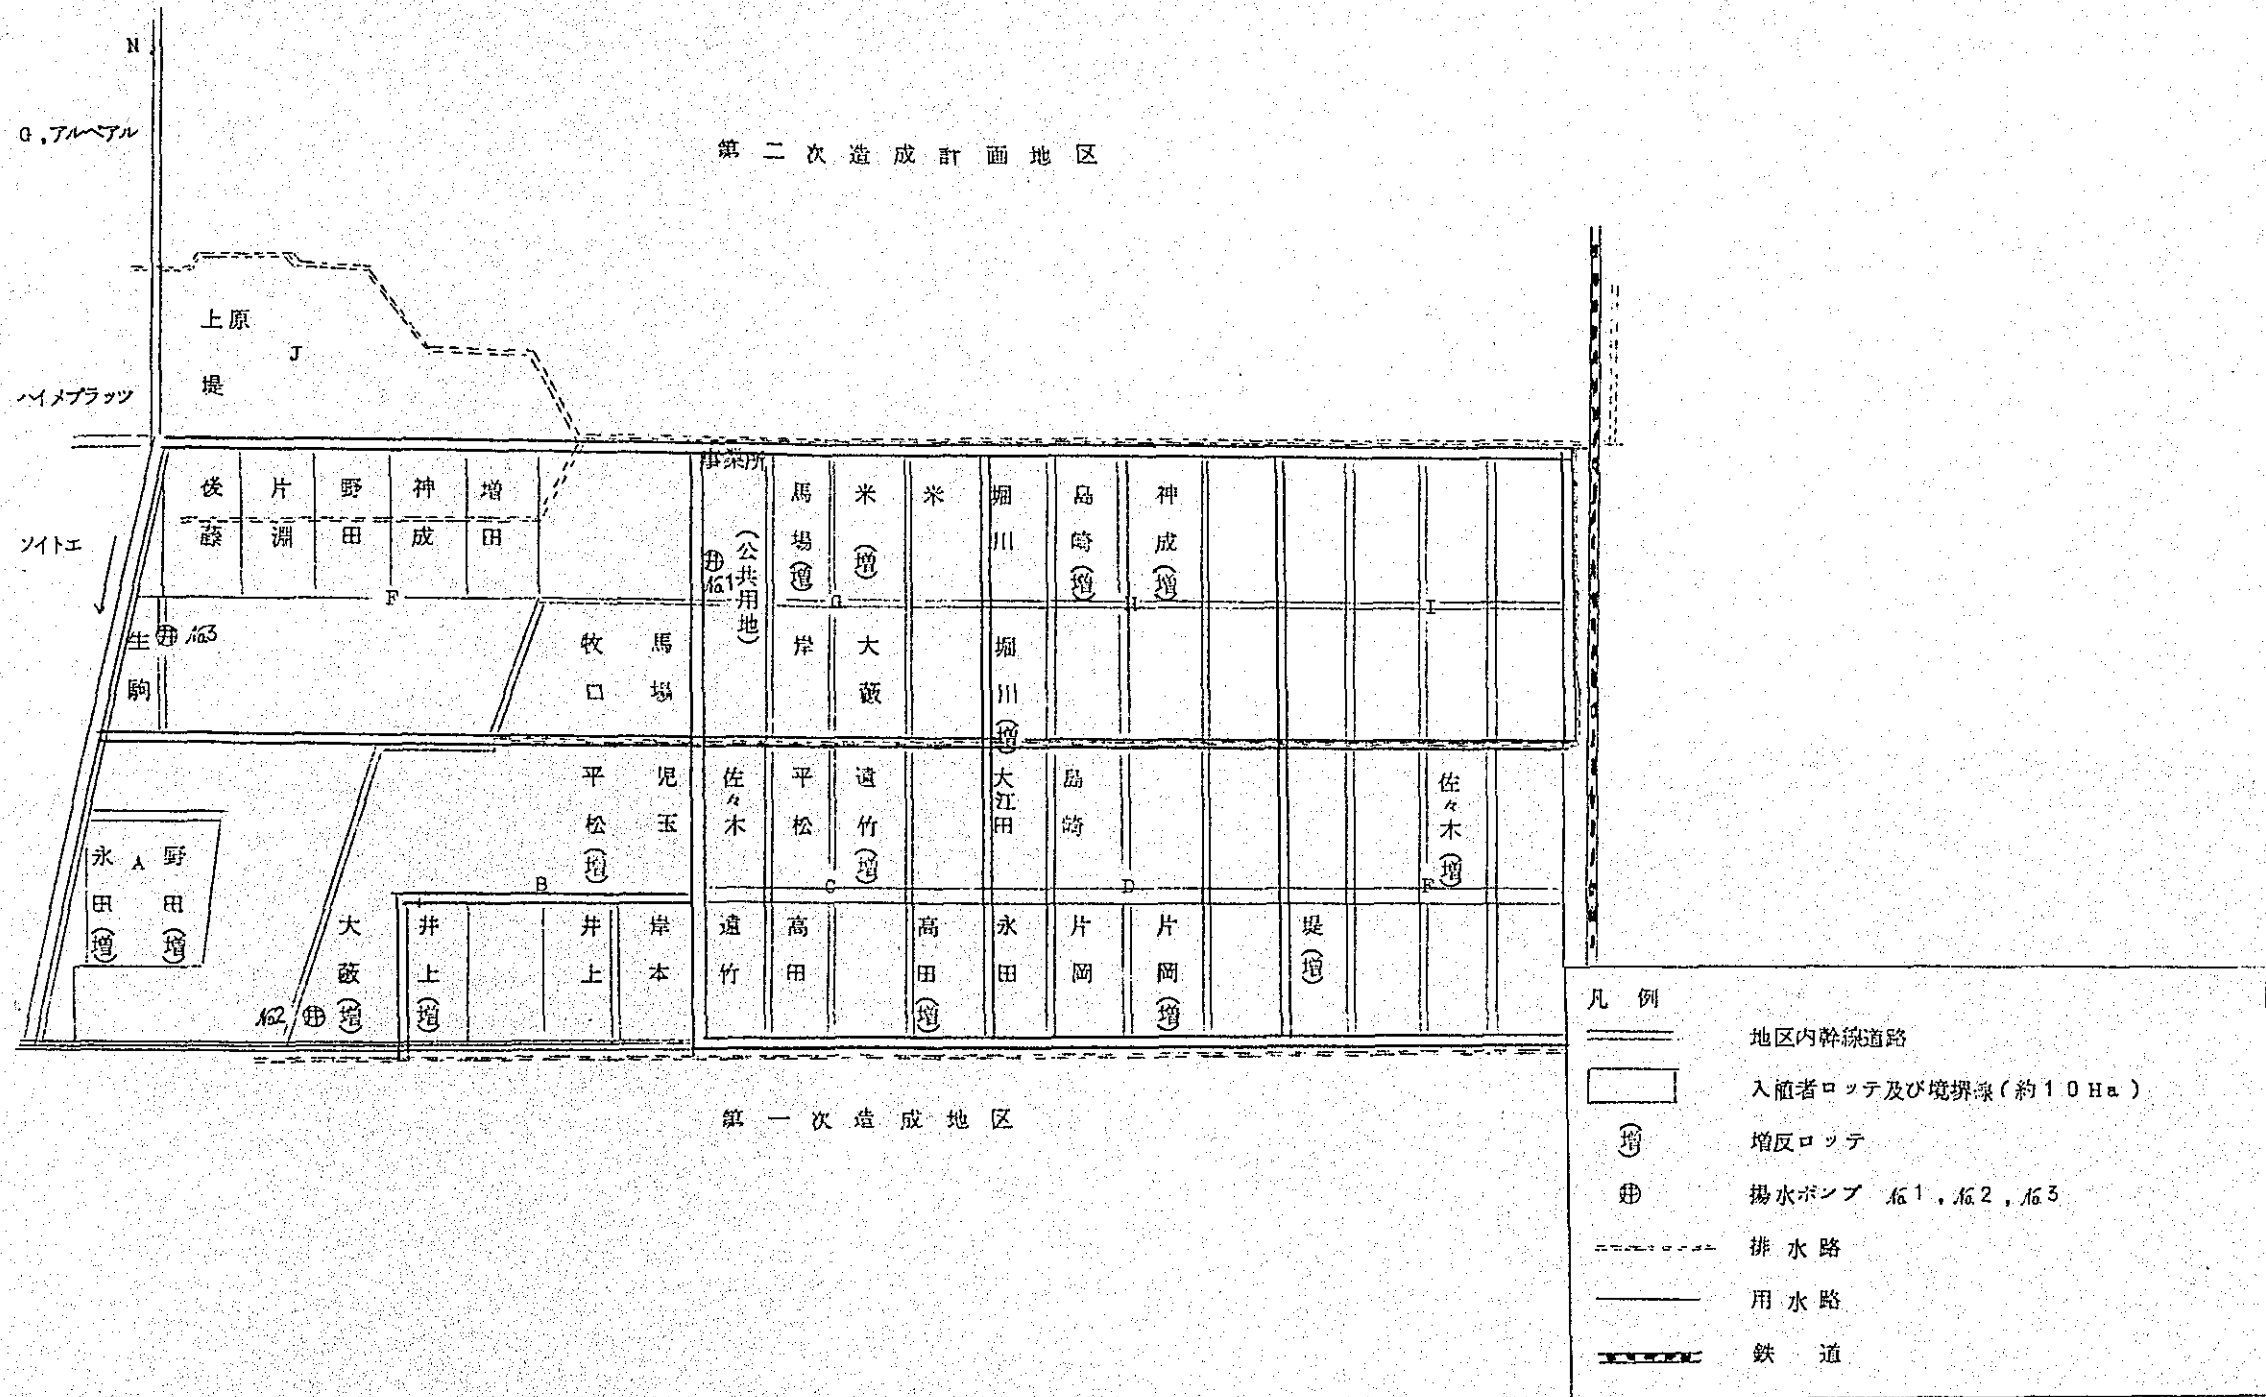 N
G,アルベアル
第二次造成計画地区
上原
J
堤
ハイメプラッツ
ソイトエ
事業所
後藤
片淵
野田
神成
増田
(公共用地)
No.1
馬場(増)
米(増)
米
堀川
島崎(増)
神成(増)
F
G
H
I
生駒
No.3
牧口
馬場
岸
大薮
堀川(増)
平松(増)
児玉
佐々木
平松
遠竹(増)
大江田
島崎
佐々木(増)
永田(増)
A
野田(増)
B
C
D
E
No.2
大薮(増)
井上(増)
井上
岸本
遠竹
高田
高田(増)
永田
片岡
片岡(増)
堤(増)
第一次造成地区
凡例
地区内幹線道路
入植者ロッテ及び境界線(約10Ha)
(増) 増反ロッテ
井 揚水ポンプ No.1,No.2,No.3
排水路
用水路
鉄道